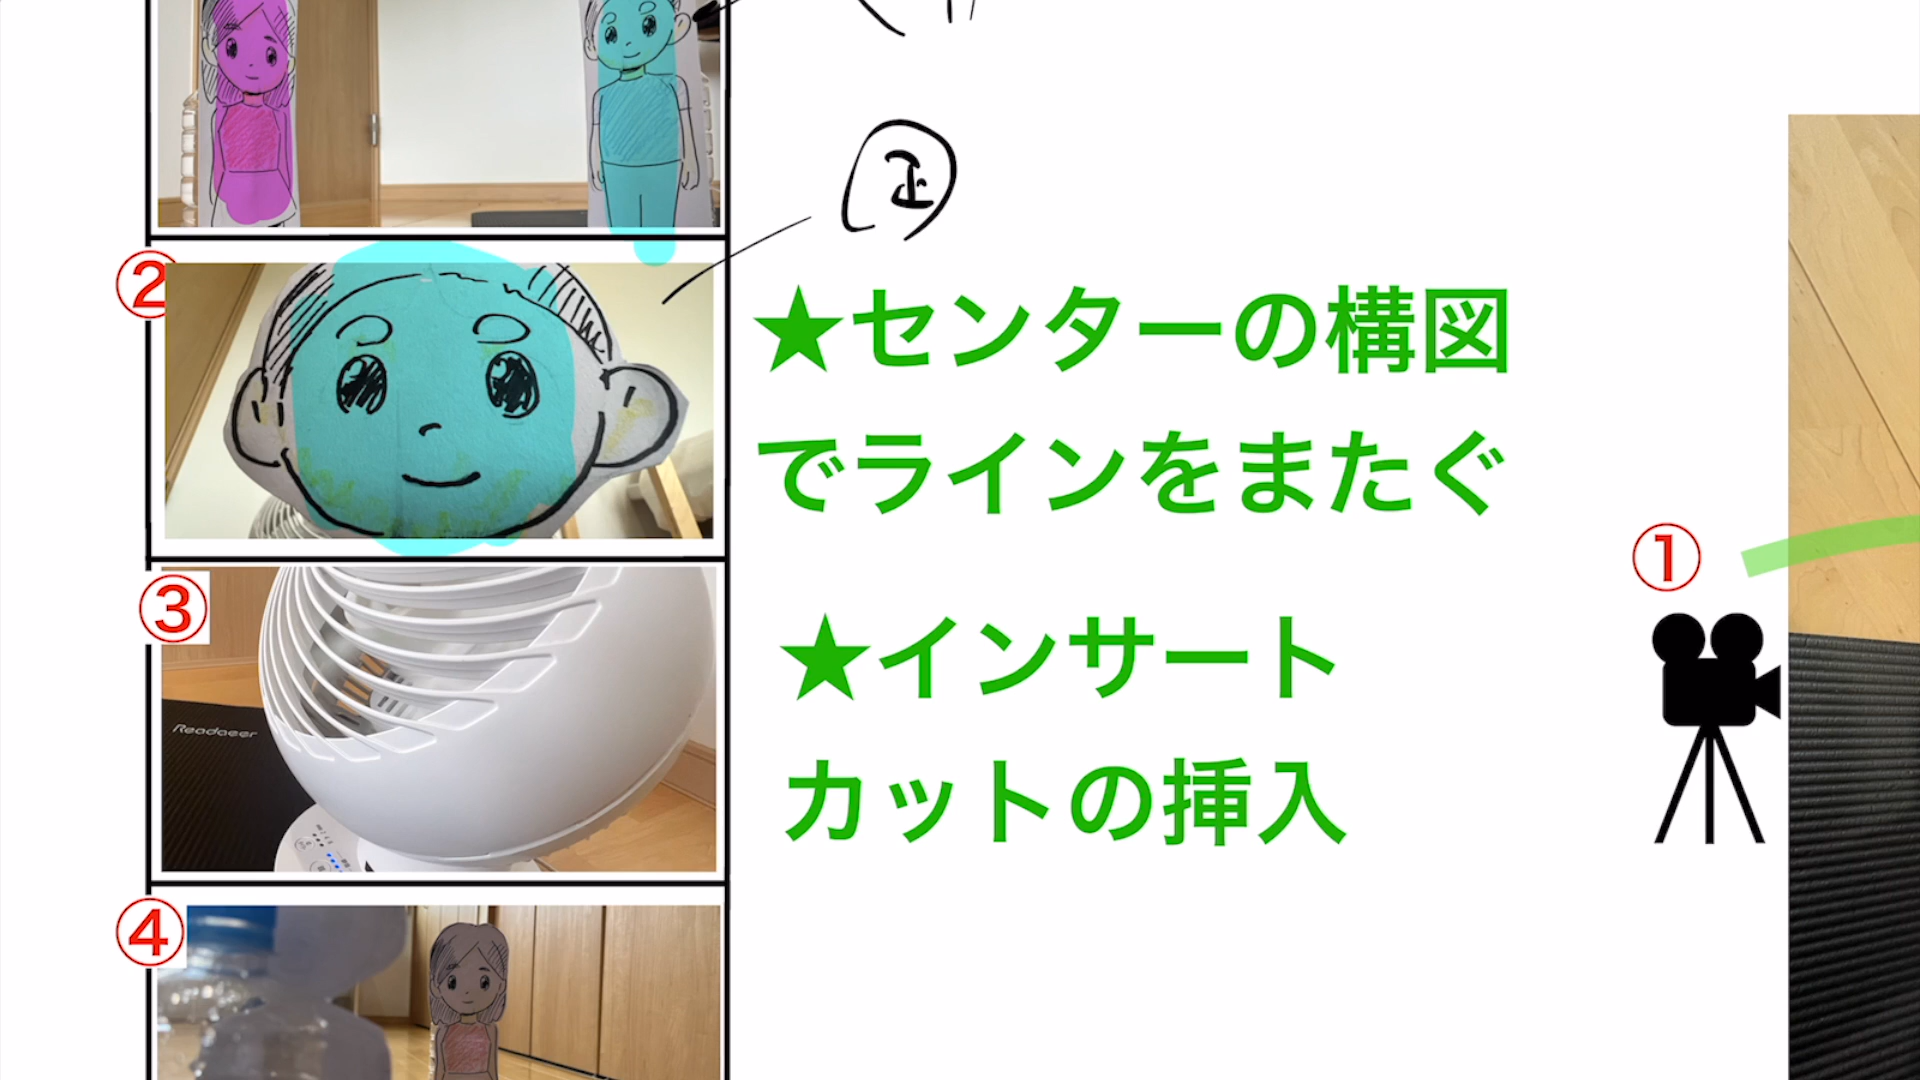 正
②
★センターの構図
でラインをまたぐ
①
③
★インサート
Readaeer
カットの挿入
④